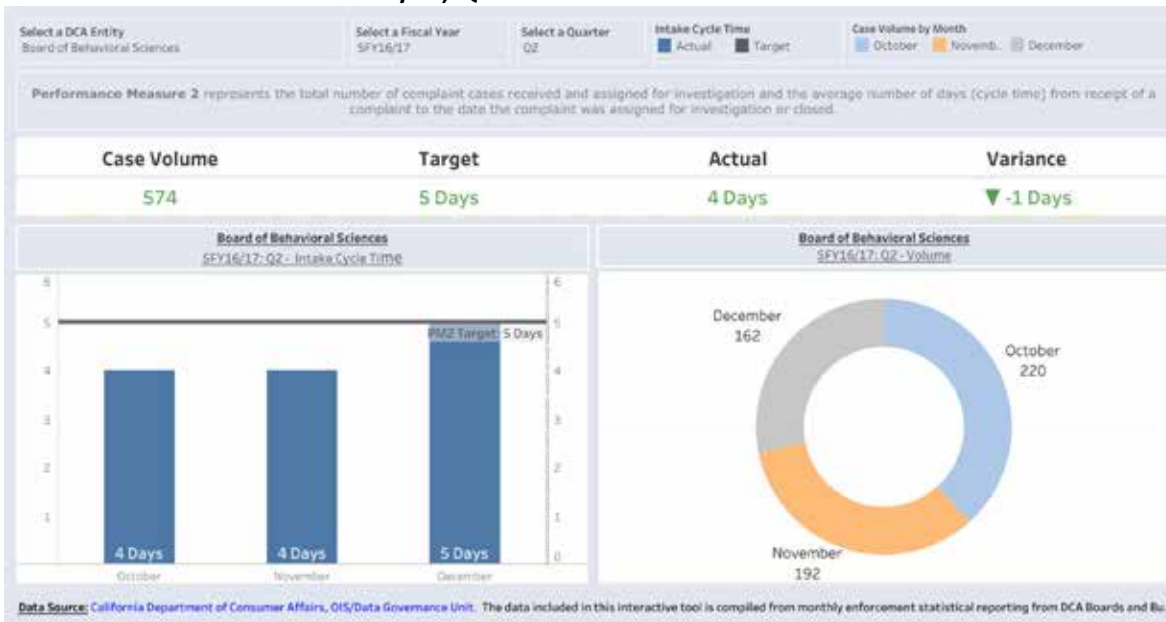 Select a DCA Entity
Board of Behavioral Sciences
Select a Fiscal Year
SFY16/17
Select a Quarter
Q2
Intake Cycle Time
Actual Target
Case Volume by Month
October Novemb.. December
Performance Measure 2 represents the total number of complaint cases received and assigned for investigation and the average number of days (cycle time) from receipt of a
complaint to the date the complaint was assigned for investigation or closed.
Case Volume Target Actual Variance
574 5 Days 4 Days ▼ -1 Days
Board of Behavioral Sciences
SFY16/17: Q2 - Intake Cycle Time
6 6
5 5
PM2 Target: 5 Days
4 4
3 3
2 2
1 1
4 Days 4 Days 5 Days 0
October November December
Board of Behavioral Sciences
SFY16/17: Q2 - Volume
December
162
October
220
November
192
Data Source: California Department of Consumer Affairs, OIS/Data Governance Unit. The data included in this interactive tool is compiled from monthly enforcement statistical reporting from DCA Boards and Bu..